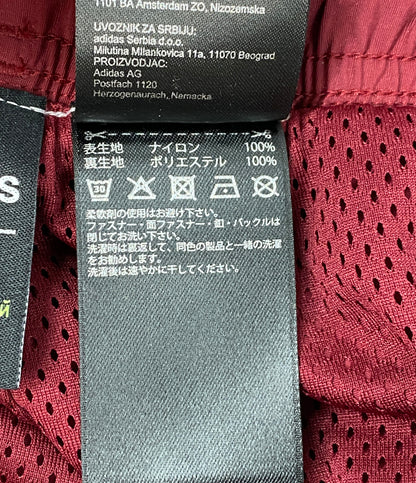 1101 BA Amsterdam ZO, Nizozemska
UVOZNIK ZA SRBIJU:
adidas Serbia d.o.o.
Milutina Milankovica 11a, 11070 Beograd
Adidas AG
Postfach 1120
Herzogenaurach, Nemacka
表生地 ナイロン 100%
裏生地 ポリエステル 100%
30
柔軟剤の使用はお避け下さい。
ファスナー・面ファスナー・釦・バックルは
閉じてお洗い下さい。
洗濯時は裏返して、同色の製品と一緒の洗濯
をお勧めします。
洗濯後は速やかに干してください。
S
й